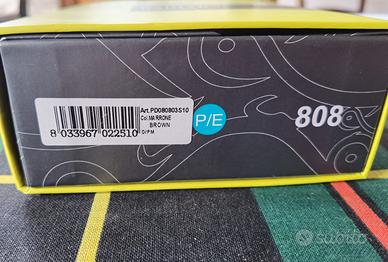 Art.PD080803S10
Col.MARRONE
BROWN
D/PM
8 033967 022510
P/E
808
subito